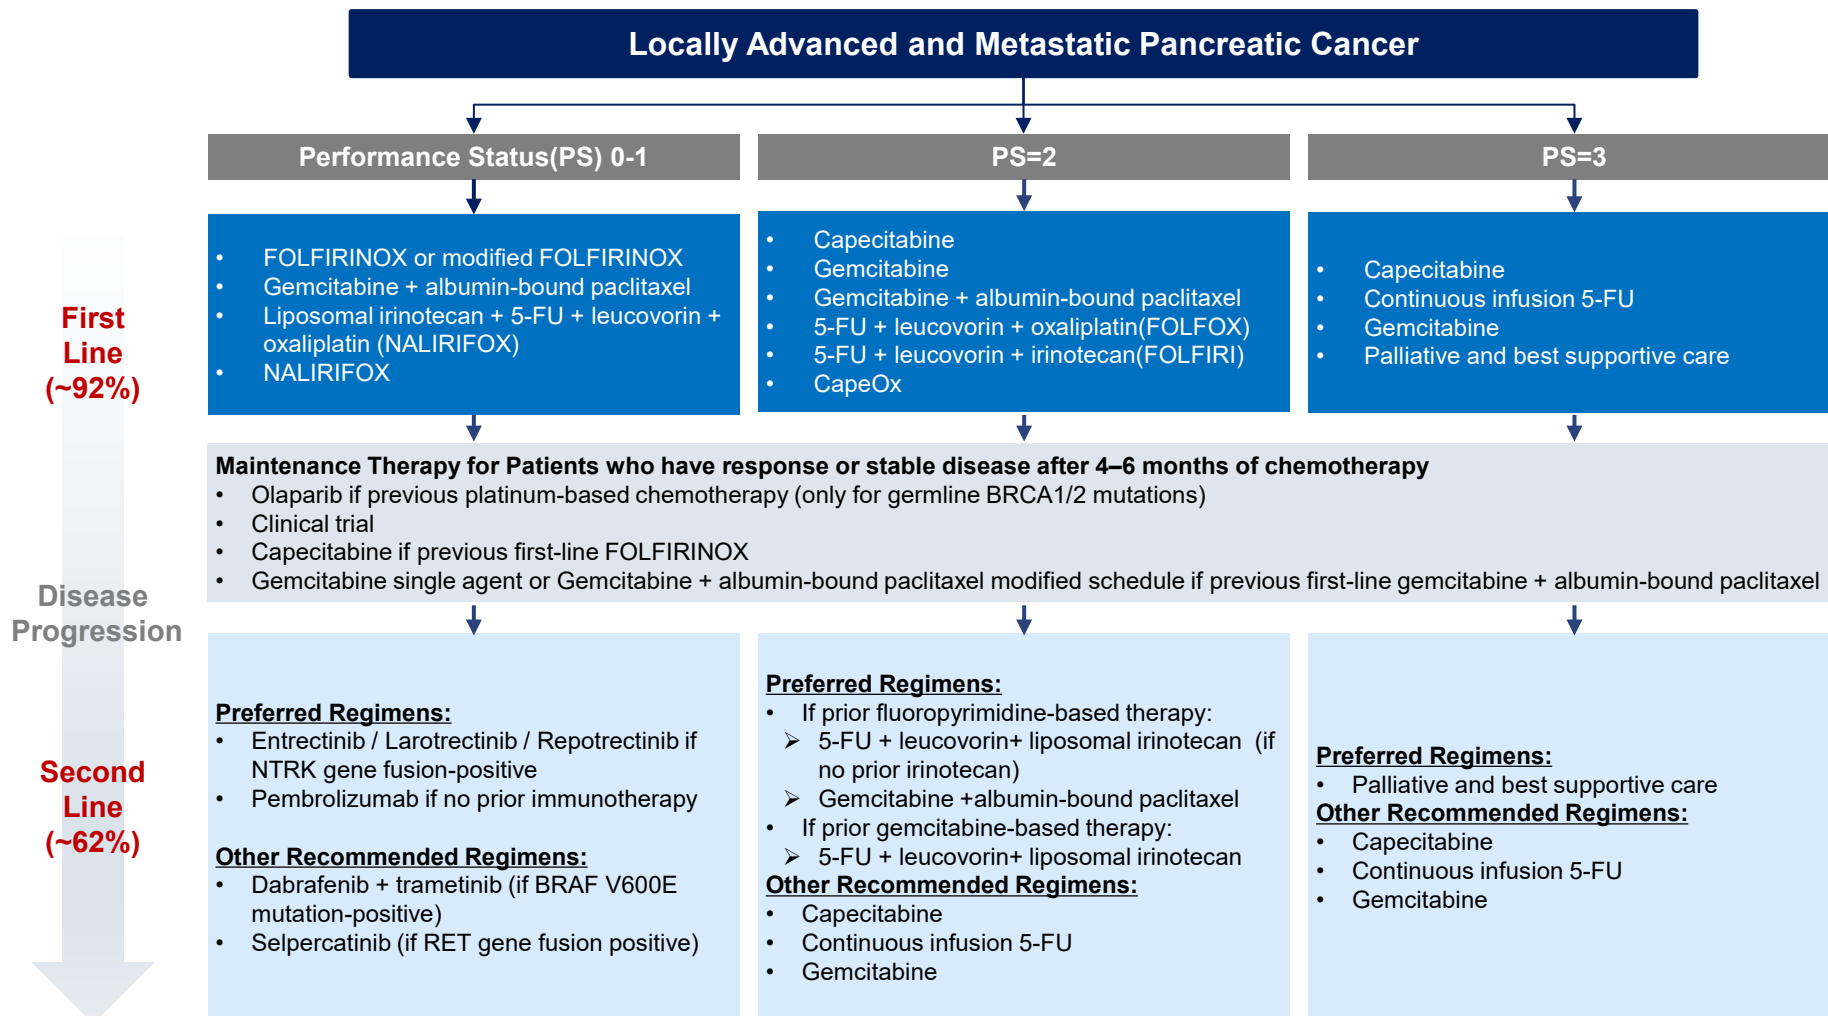 Locally Advanced and Metastatic Pancreatic Cancer
Performance Status(PS) 0-1
PS=2
PS=3
First
Line
(~92%)
• FOLFIRINOX or modified FOLFIRINOX
• Gemcitabine + albumin-bound paclitaxel
• Liposomal irinotecan + 5-FU + leucovorin +
oxaliplatin (NALIRIFOX)
• NALIRIFOX
• Capecitabine
• Gemcitabine
• Gemcitabine + albumin-bound paclitaxel
• 5-FU + leucovorin + oxaliplatin(FOLFOX)
• 5-FU + leucovorin + irinotecan(FOLFIRI)
• CapeOx
• Capecitabine
• Continuous infusion 5-FU
• Gemcitabine
• Palliative and best supportive care
Maintenance Therapy for Patients who have response or stable disease after 4–6 months of chemotherapy
• Olaparib if previous platinum-based chemotherapy (only for germline BRCA1/2 mutations)
• Clinical trial
• Capecitabine if previous first-line FOLFIRINOX
• Gemcitabine single agent or Gemcitabine + albumin-bound paclitaxel modified schedule if previous first-line gemcitabine + albumin-bound paclitaxel
Disease
Progression
Second
Line
(~62%)
Preferred Regimens:
• Entrectinib / Larotrectinib / Repotrectinib if
NTRK gene fusion-positive
• Pembrolizumab if no prior immunotherapy
Other Recommended Regimens:
• Dabrafenib + trametinib (if BRAF V600E
mutation-positive)
• Selpercatinib (if RET gene fusion positive)
Preferred Regimens:
• If prior fluoropyrimidine-based therapy:
➢ 5-FU + leucovorin+ liposomal irinotecan (if
no prior irinotecan)
➢ Gemcitabine +albumin-bound paclitaxel
• If prior gemcitabine-based therapy:
➢ 5-FU + leucovorin+ liposomal irinotecan
Other Recommended Regimens:
• Capecitabine
• Continuous infusion 5-FU
• Gemcitabine
Preferred Regimens:
• Palliative and best supportive care
Other Recommended Regimens:
• Capecitabine
• Continuous infusion 5-FU
• Gemcitabine